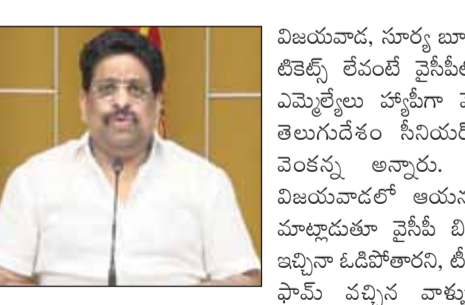 విజయవాడ, సూర్య బ్యూ
టికెట్స్ లేవంటే వైసీపీ
ఎమ్మెల్యేలు హ్యాపీగా
తెలుగుదేశం సీనియర్
వెంకన్న అన్నారు.
విజయవాడలో ఆయన
మాట్లాడుతూ వైసీపీ బి
ఇచ్చినా ఓడిపోతారని, టీ
ఫామ్ వచ్చిన వాళ్ళు